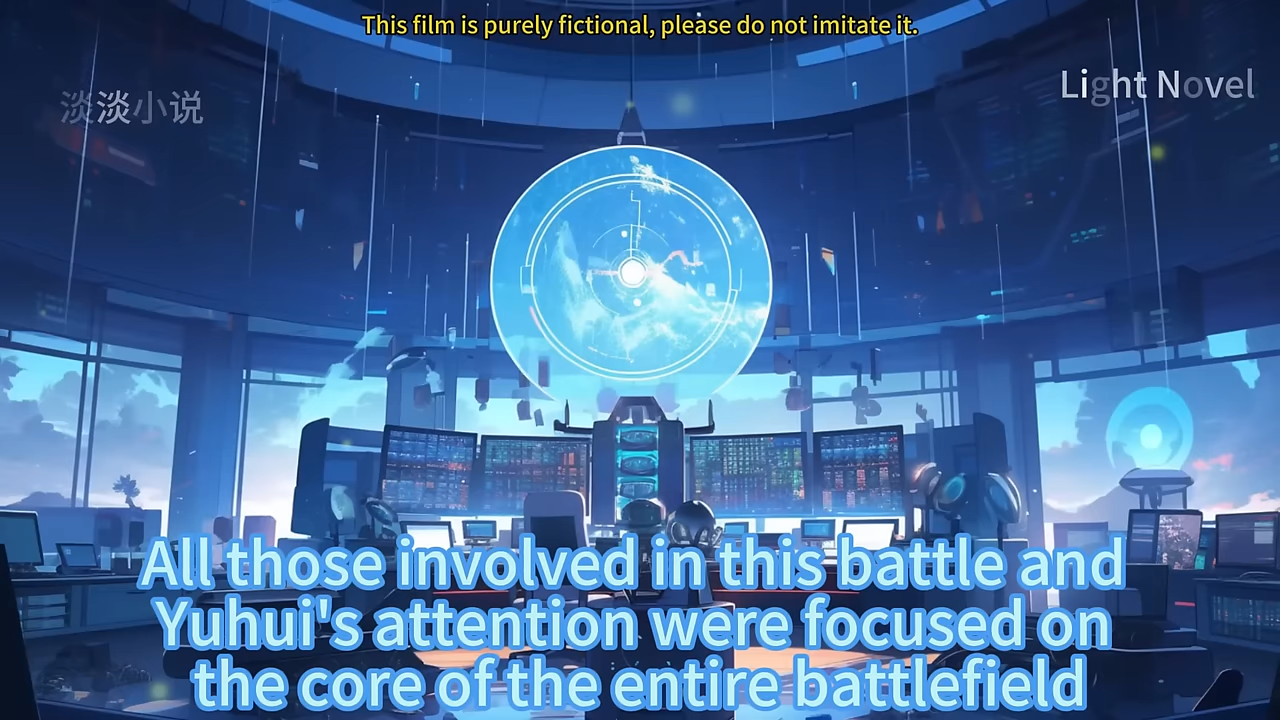 This film is purely fictional, please do not imitate it.
淡淡小说
Light Novel
All those involved in this battle and
Yuhui's attention were focused on
the core of the entire battlefield